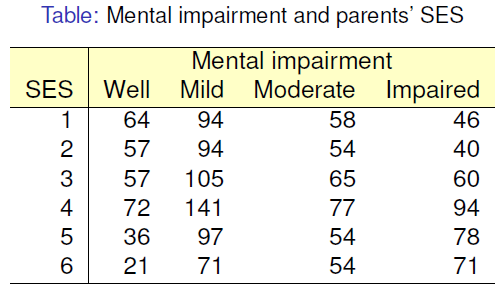 Table: Mental impairment and parents' SES
Mental impairment
SES Well Mild Moderate Impaired
1 64 94 58 46
2 57 94 54 40
3 57 105 65 60
4 72 141 77 94
5 36 97 54 78
6 21 71 54 71